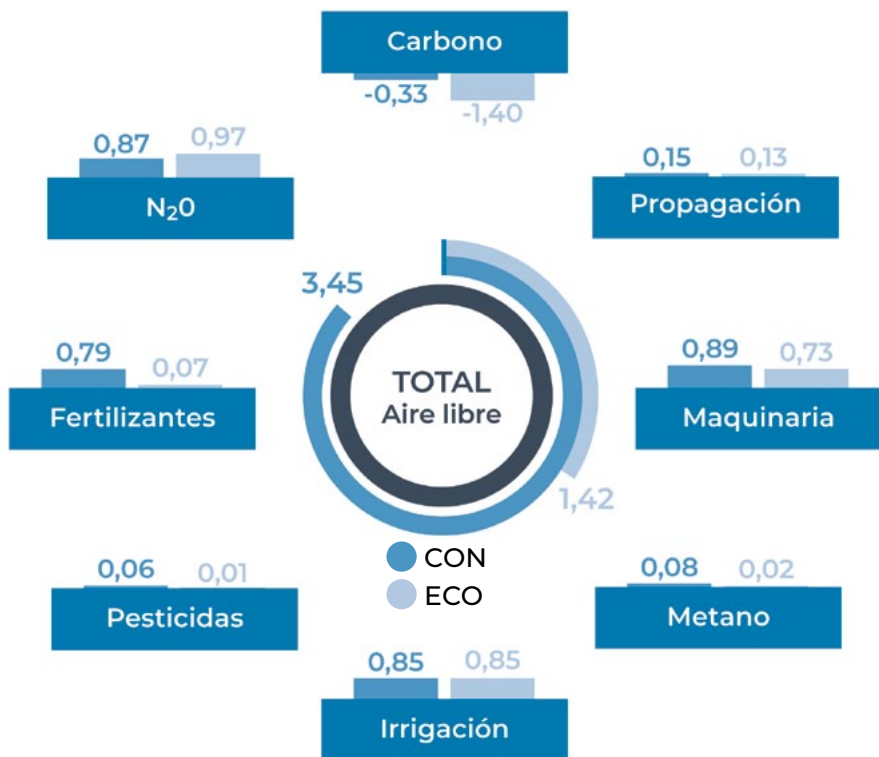 Carbono
-0,33
-1,40
0,87
0,97
N₂0
0,15
0,13
Propagación
3,45
TOTAL
Aire libre
1,42
0,79
0,07
Fertilizantes
0,89
0,73
Maquinaria
CON
ECO
0,06
0,01
Pesticidas
0,08
0,02
Metano
0,85
0,85
Irrigación